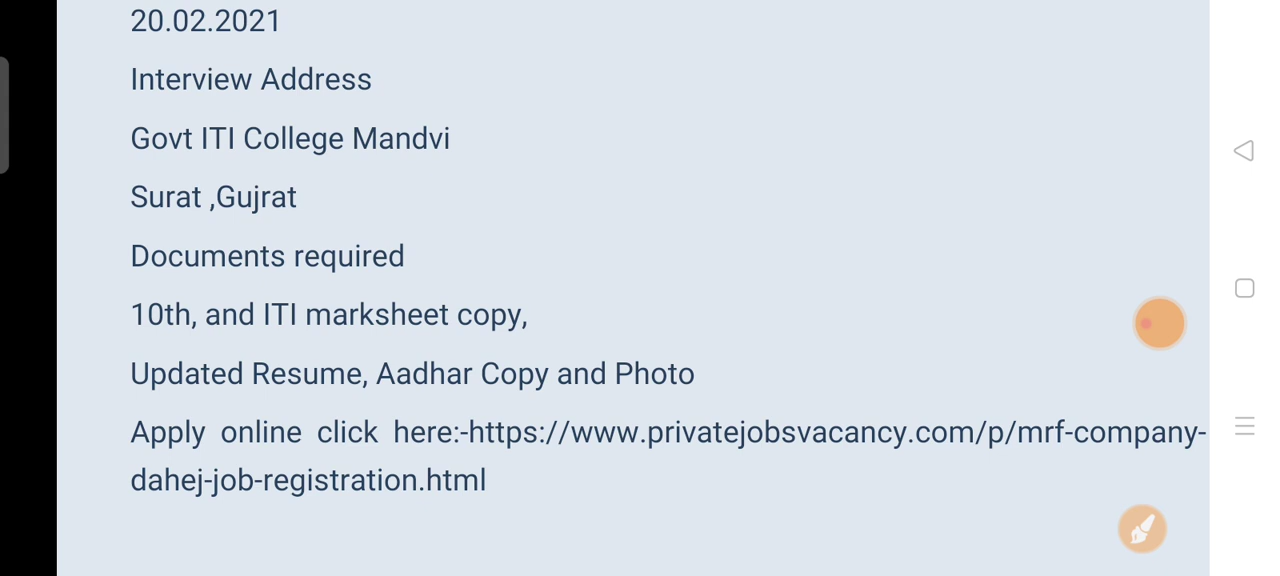 20.02.2021
Interview Address
Govt ITI College Mandvi
Surat ,Gujrat
Documents required
10th, and ITI marksheet copy,
Updated Resume, Aadhar Copy and Photo
Apply online click here:-https://www.privatejobsvacancy.com/p/mrf-company-
dahej-job-registration.html